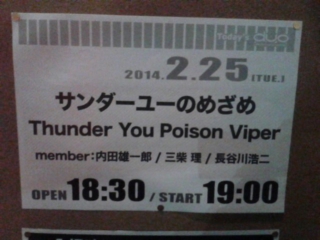 2014.2.25(TUE.)
サンダーユーのめざめ
Thunder You Poison Viper
member:内田雄一郎 / 三柴 理 / 長谷川浩二
OPEN 18:30 / START 19:00